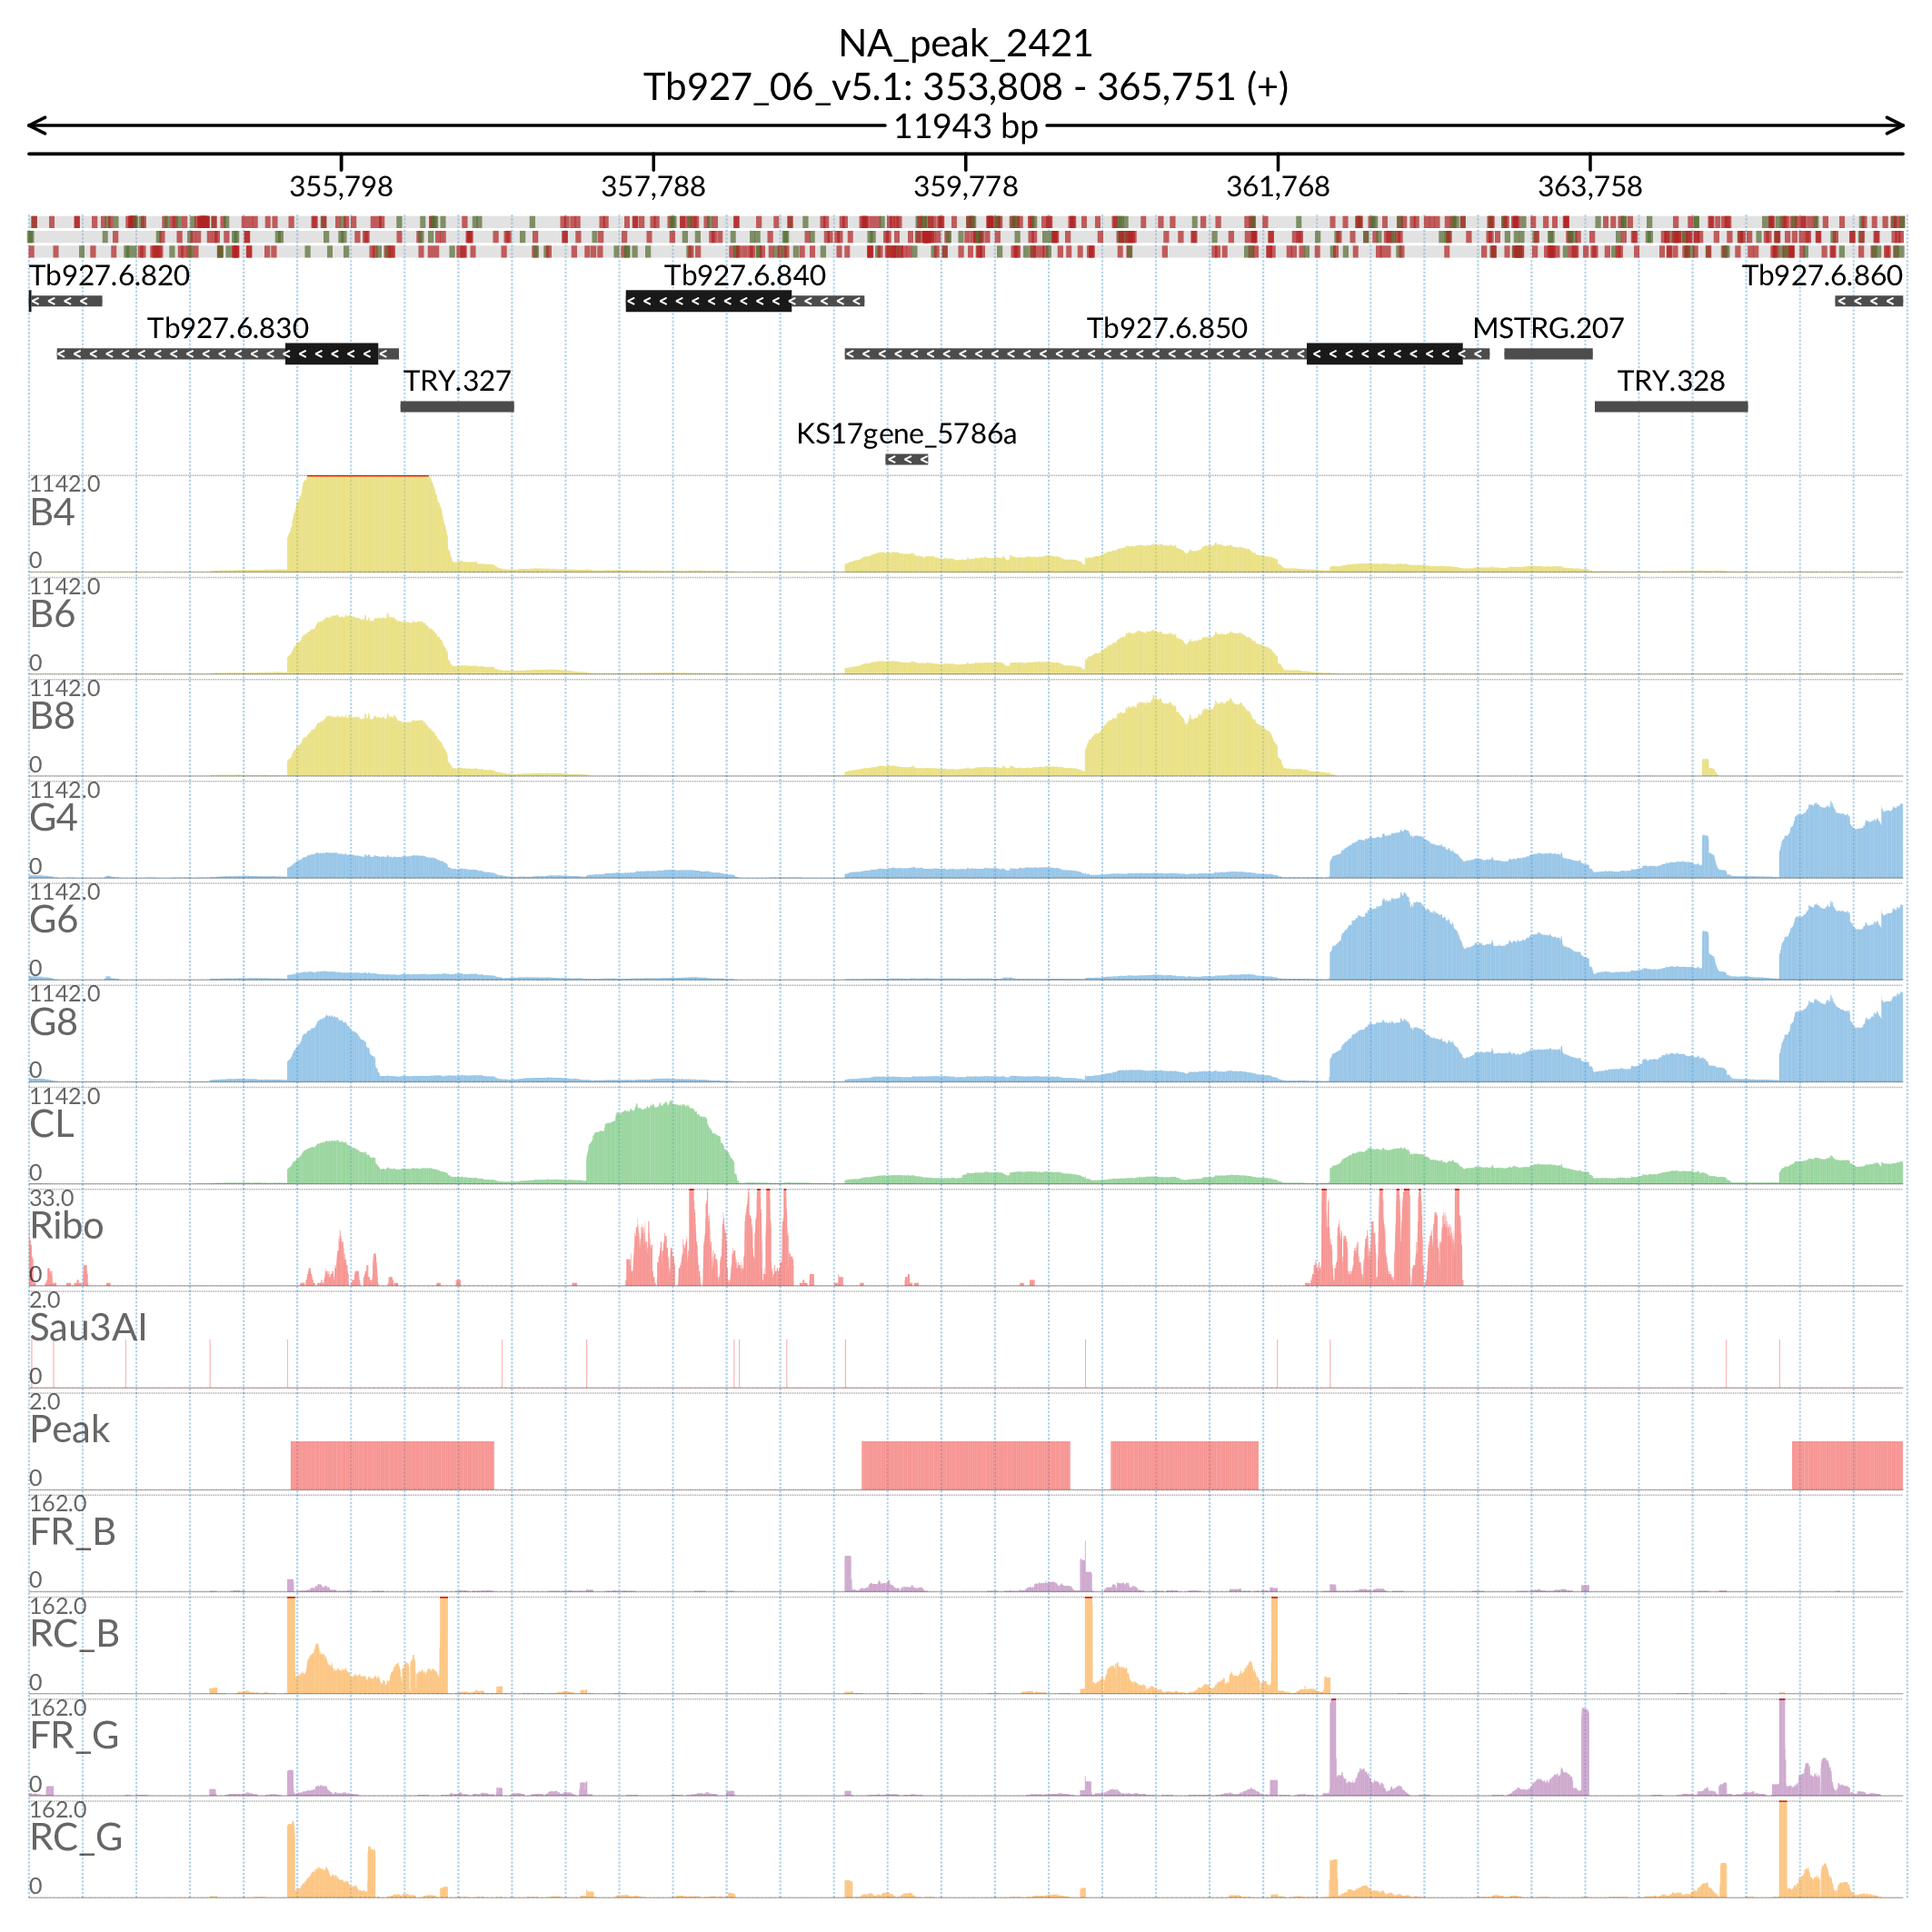 NA_peak_2421
Tb927_06_v5.1: 353,808 - 365,751 (+)
11943 bp
355,798 357,788 359,778 361,768 363,758
Tb927.6.820 Tb927.6.840 Tb927.6.860
Tb927.6.830 Tb927.6.850 MSTRG.207
TRY.327 TRY.328
KS17gene_5786a
1142.0
B4
0
1142.0
B6
0
1142.0
B8
0
1142.0
G4
0
1142.0
G6
0
1142.0
G8
0
1142.0
CL
0
33.0
Ribo
0
2.0
Sau3AI
0
2.0
Peak
0
162.0
FR_B
0
162.0
RC_B
0
162.0
FR_G
0
162.0
RC_G
0